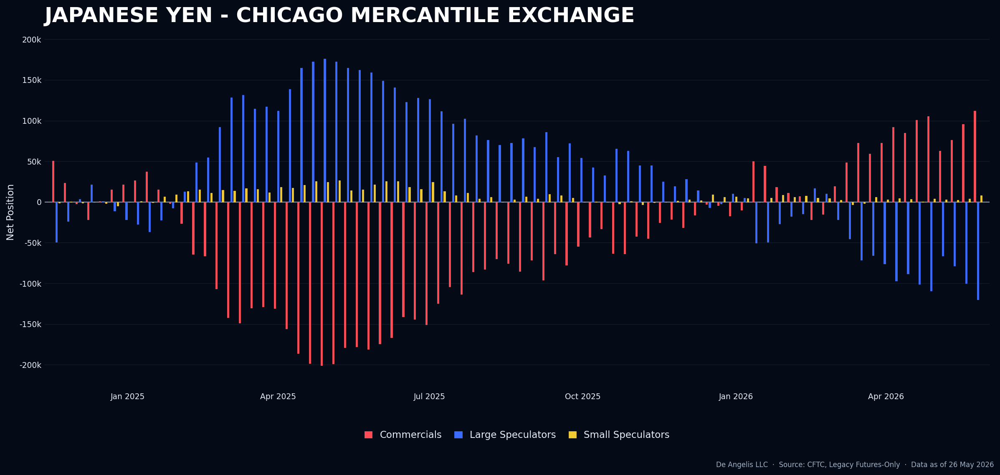 JAPANESE YEN - CHICAGO MERCANTILE EXCHANGE
200k
150k
100k
50k
0
-50k
-100k
-150k
-200k
Net Position
Jan 2025 Apr 2025 Jul 2025 Oct 2025 Jan 2026 Apr 2026
Commercials Large Speculators Small Speculators
De Angelis LLC · Source: CFTC, Legacy Futures-Only · Data as of 26 May 2026